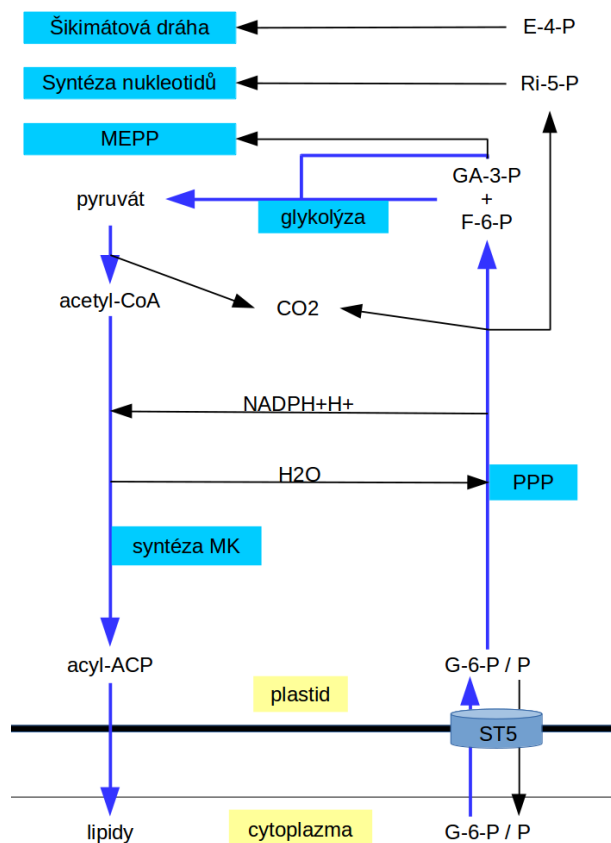 Šikimátová dráha
E-4-P
Syntéza nukleotidů
Ri-5-P
MEPP
GA-3-P
+
F-6-P
pyruvát
glykolýza
acetyl-CoA
CO2
NADPH+H+
H2O
PPP
syntéza MK
acyl-ACP
G-6-P / P
plastid
ST5
lipidy
cytoplazma
G-6-P / P